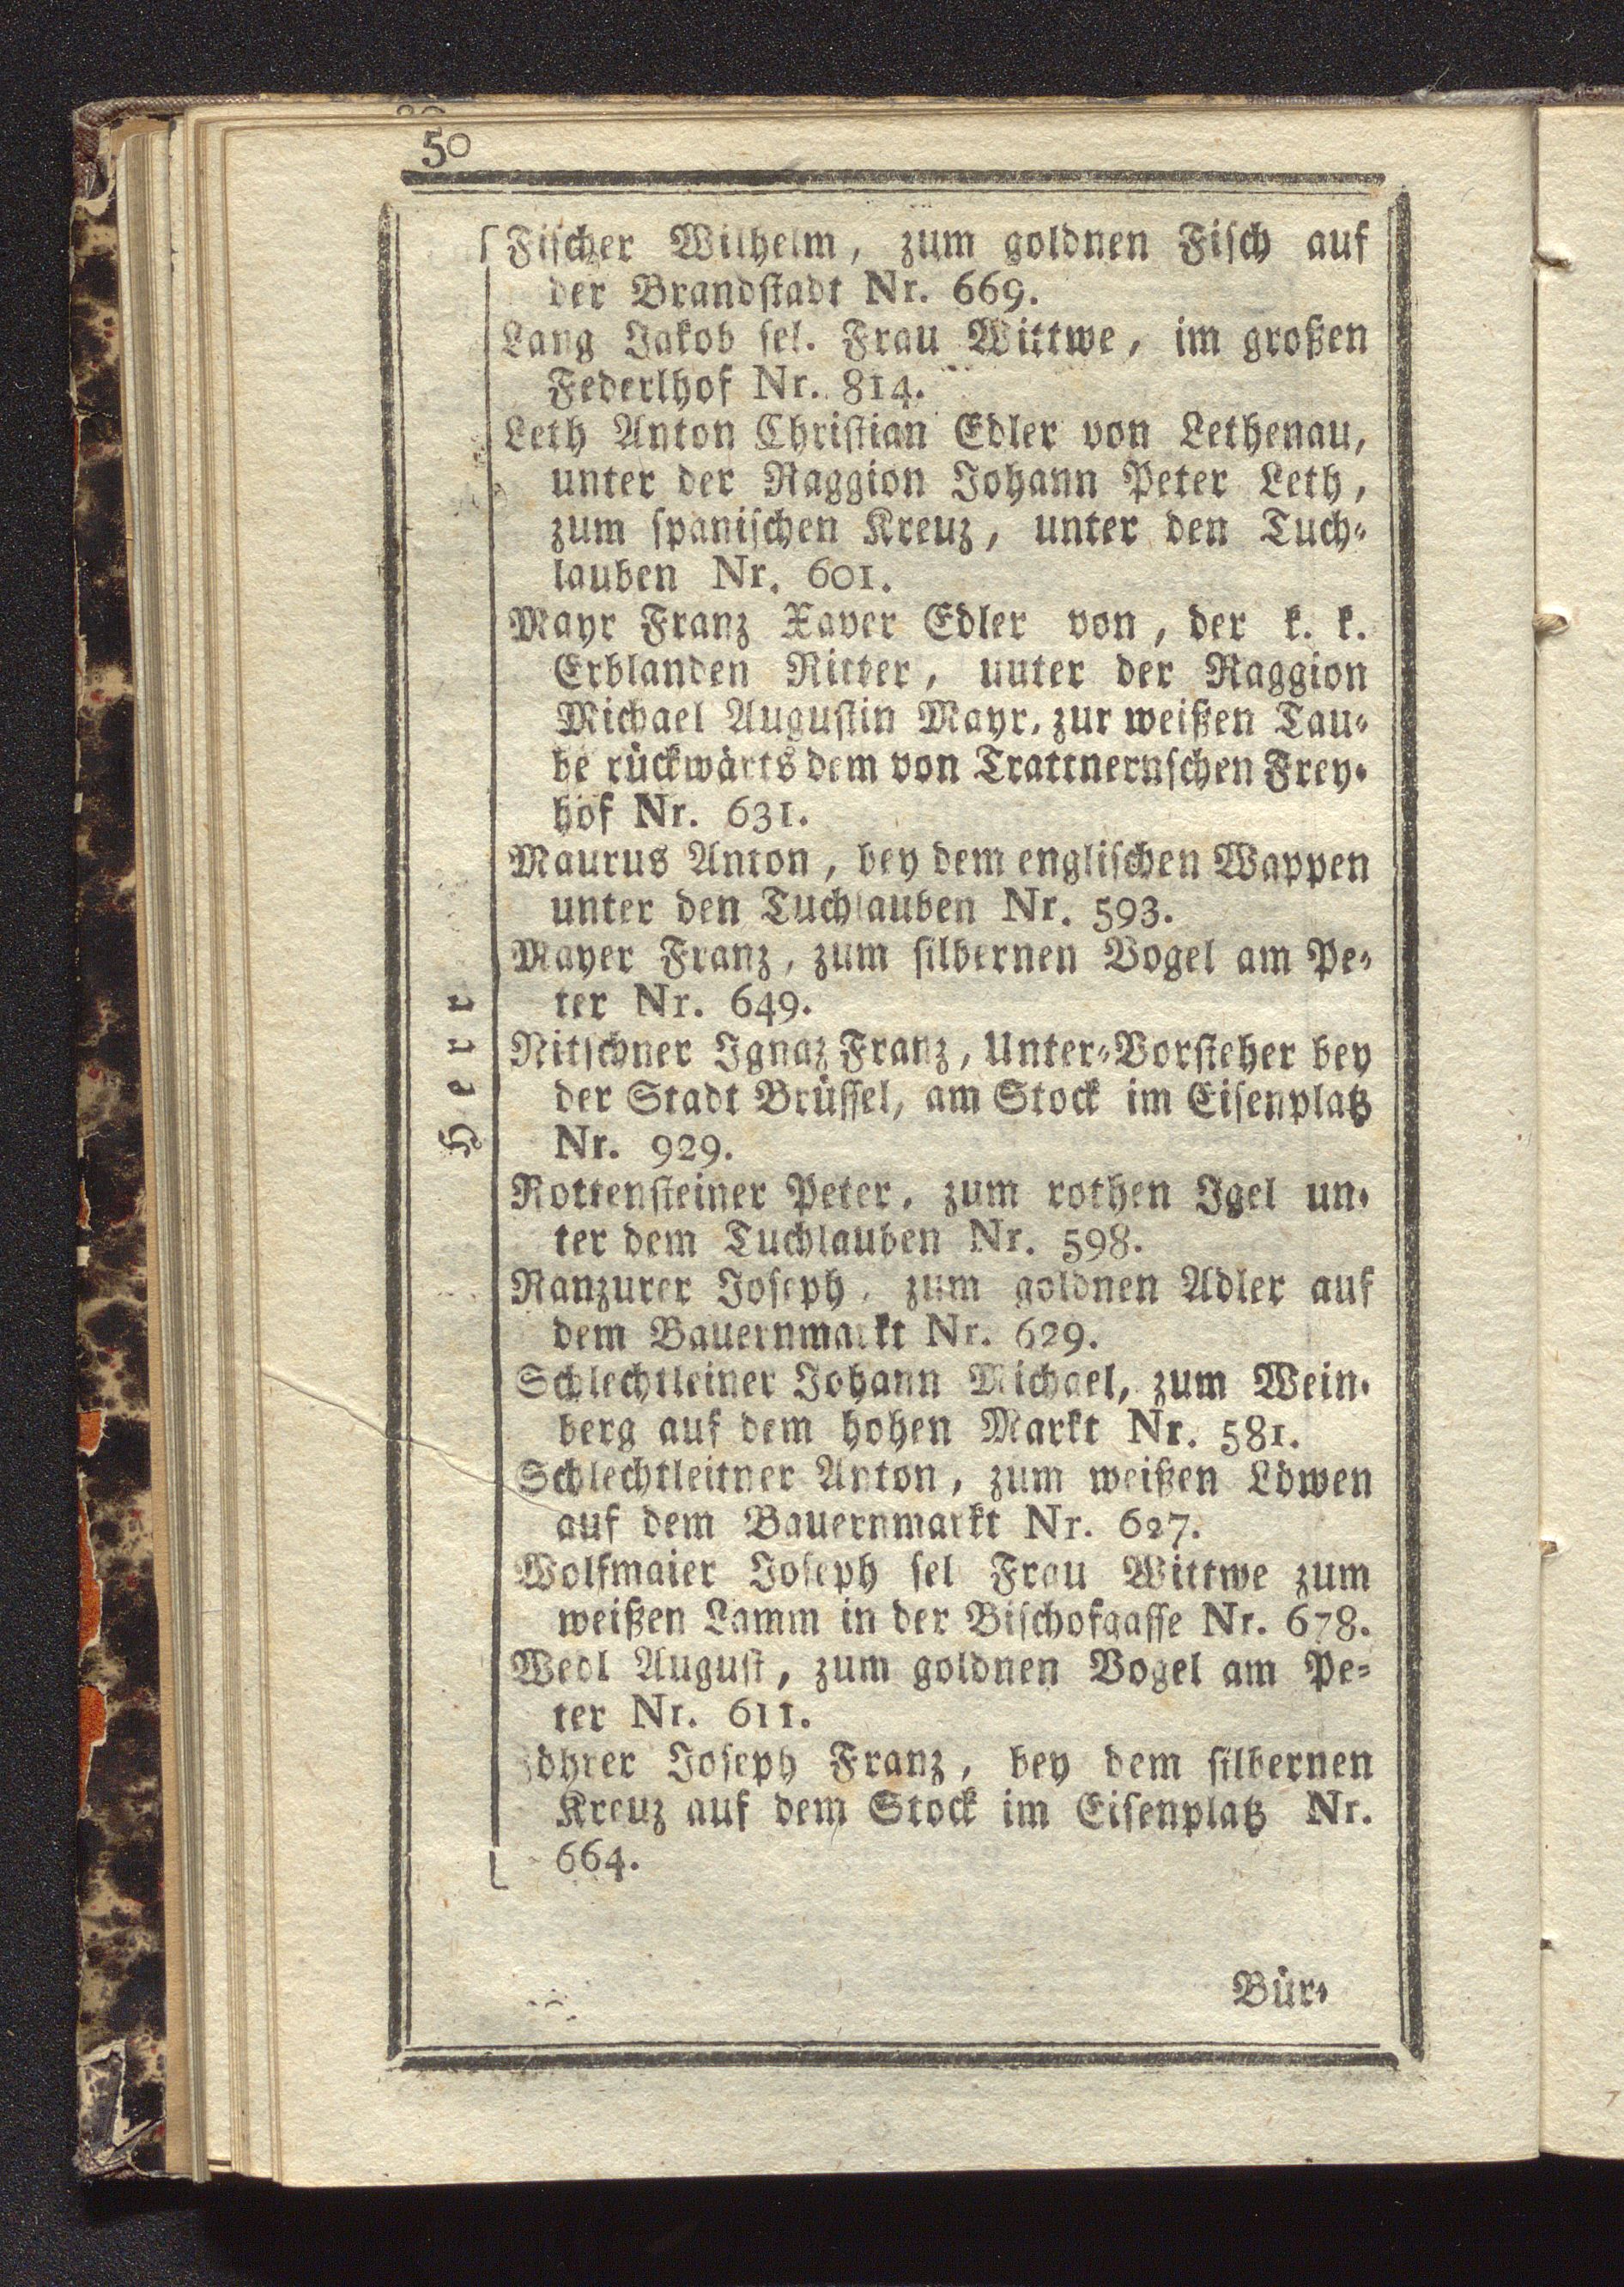 50
Fischer Wilhelm, zum goldnen Fisch auf
der Brandstadt Nr. 669.
Lang Jakob sel. Frau Wittwe, im großen
Federlhof Nr. 814.
Leth Anton Christian Edler von Lethenau,
unter der Raggion Johann Peter Leth,
zum spanischen Kreuz, unter den Tuch-
lauben Nr. 601.
Mayr Franz Xaver Edler von, der k. k.
Erblanden Ritter, unter der Raggion
Michael Augustin Mayr, zur weißen Tau-
be rückwärts dem von Trattnernschen Frey-
hof Nr. 631.
Maurus Anton, bey dem englischen Wappen
unter den Tuchlauben Nr. 593.
Mayer Franz, zum silbernen Vogel am Pe-
ter Nr. 649.
Herr
Ritschner Ignaz Franz, Unter-Vorsteher bey
der Stadt Brüssel, am Stock im Eisenplatz
Nr. 929.
Rottensteiner Peter, zum rothen Igel un-
ter dem Tuchlauben Nr. 598.
Ranzurer Joseph, zum goldnen Adler auf
dem Bauernmarkt Nr. 629.
Schlechtleiner Johann Michael, zum Wein-
berg auf dem hohen Markt Nr. 581.
Schlechtleitner Anton, zum weißen Löwen
auf dem Bauernmarkt Nr. 627.
Wolfmaier Joseph sel Frau Wittwe zum
weißen Lamm in der Bischofgasse Nr. 678.
Wedl August, zum goldnen Vogel am Pe-
ter Nr. 611.
Zöhrer Joseph Franz, bey dem silbernen
Kreuz auf dem Stock im Eisenplatz Nr.
664.
Bür-